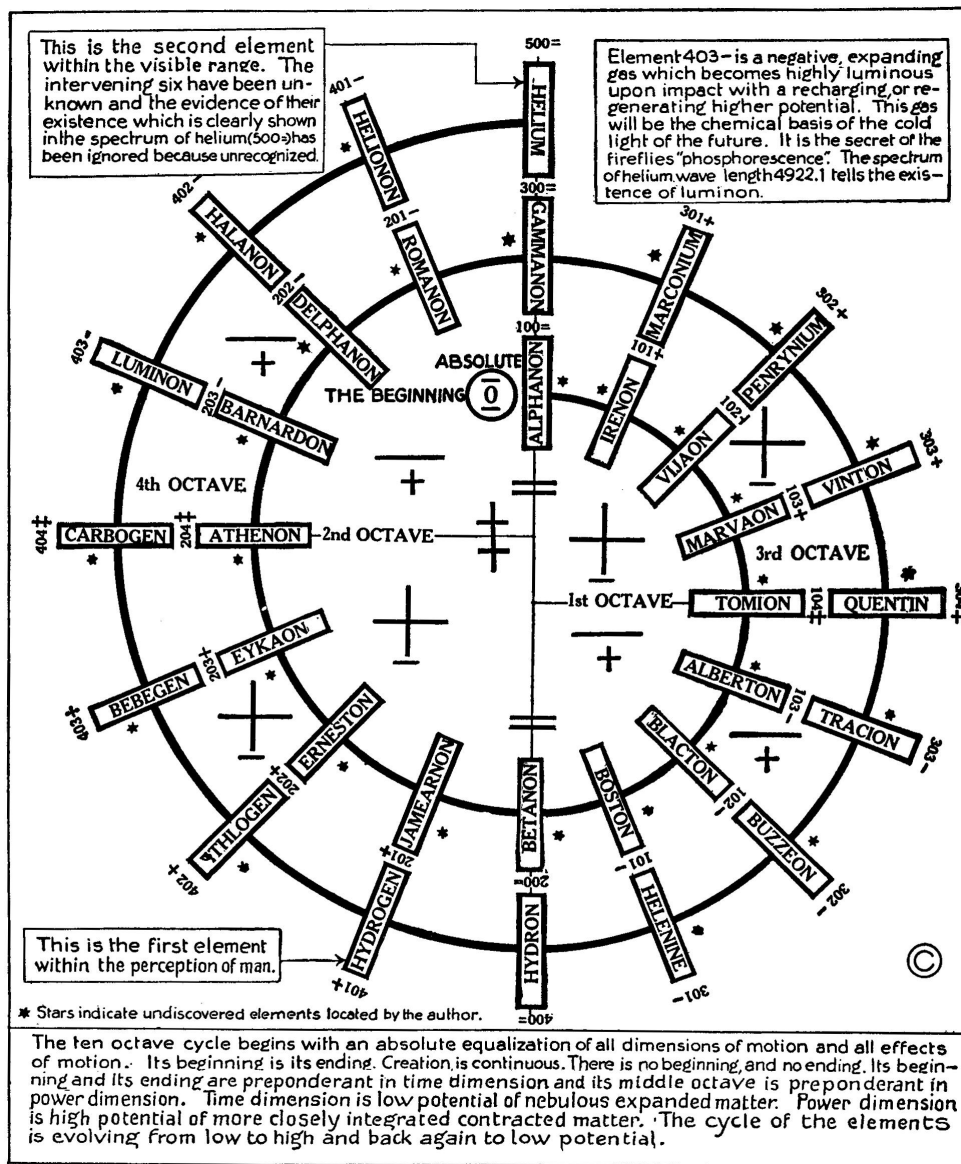 This is the second element
within the visible range. The
intervening six have been un-
known and the evidence of their
existence which is clearly shown
in the spectrum of helium (500=) has
been ignored because unrecognized.
Element 403- is a negative, expanding
gas which becomes highly luminous
upon impact with a recharging, or re-
generating higher potential. This gas
will be the chemical basis of the cold
light of the future. It is the secret of the
fireflies "phosphorescence". The spectrum
of helium, wave length 4922.1 tells the exis-
tence of luminon.
500=
HELIUM
401-
HELIONON
402-
HALANON
403-
LUMINON
404‡
CARBOGEN
403+
BEBEGEN
402+
401+
HYDROGEN
400=
HYDRON
300=
GAMMANON
301+
MARCONIUM
302+
PENRYNIUM
303+
VINTON
304‡
QUENTIN
303-
TRACION
302-
BUZZEON
301-
HELENINE
201-
ROMANON
202-
DELPHANON
203-
BARNARDON
204‡
ATHENON
203+
EYKAON
202+
ERNESTON
201+
JAMEARNON
200=
BETANON
100=
ALPHANON
101+
IRENON
102+
VIJAON
103+
MARVAON
104‡
TOMION
103-
ALBERTON
102-
BLACTON
101-
BOSTON
ABSOLUTE
THE BEGINNING
0
4th OCTAVE
2nd OCTAVE
3rd OCTAVE
1st OCTAVE
This is the first element
within the perception of man.
©
* Stars indicate undiscovered elements located by the author.
The ten octave cycle begins with an absolute equalization of all dimensions of motion and all effects
of motion. Its beginning is its ending. Creation is continuous. There is no beginning, and no ending. Its begin-
ning and its ending are preponderant in time dimension and its middle octave is preponderant in
power dimension. Time dimension is low potential of nebulous expanded matter. Power dimension
is high potential of more closely integrated contracted matter. The cycle of the elements
is evolving from low to high and back again to low potential.